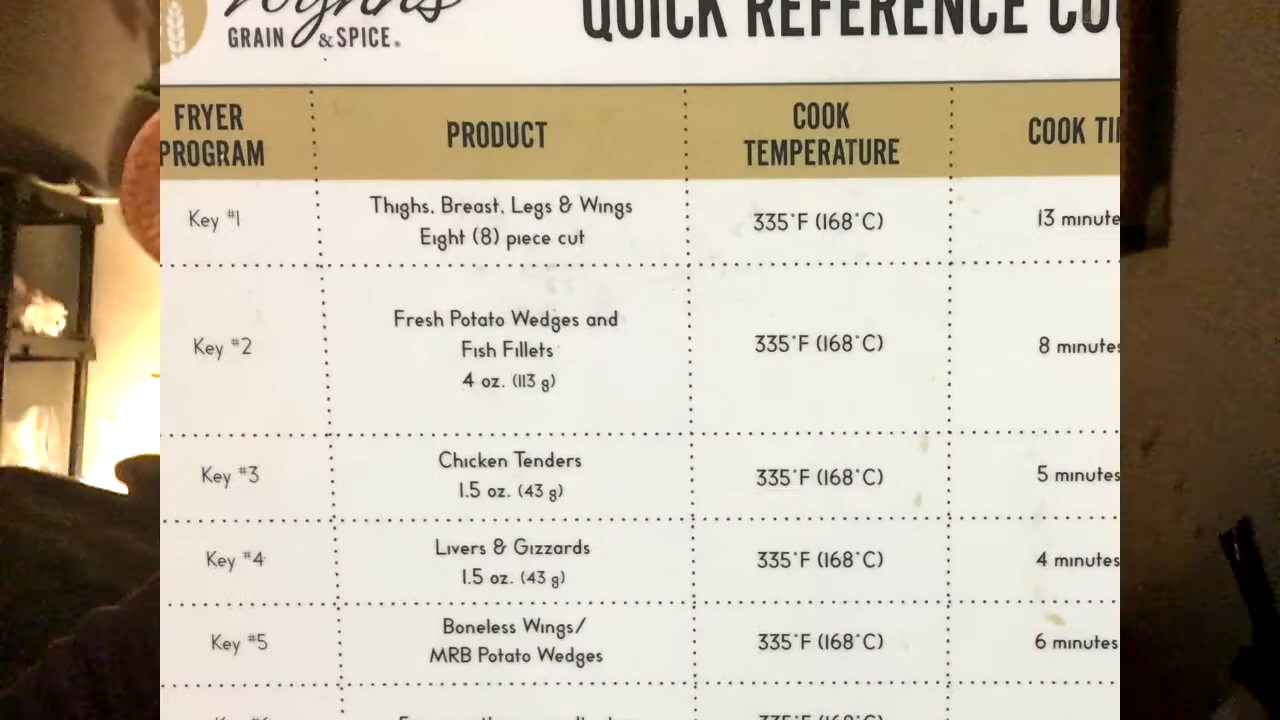 GRAIN & SPICE.
QUICK REFERENCE
FRYER PROGRAM
PRODUCT
COOK TEMPERATURE
COOK
Key #1
Thighs, Breast, Legs & Wings
Eight (8) piece cut
335°F (168°C)
13 minute
Key #2
Fresh Potato Wedges and
Fish Fillets
4 oz. (113 g)
335°F (168°C)
8 minutes
Key #3
Chicken Tenders
1.5 oz. (43 g)
335°F (168°C)
5 minutes
Key #4
Livers & Gizzards
1.5 oz. (43 g)
335°F (168°C)
4 minutes
Key #5
Boneless Wings/
MRB Potato Wedges
335°F (168°C)
6 minutes